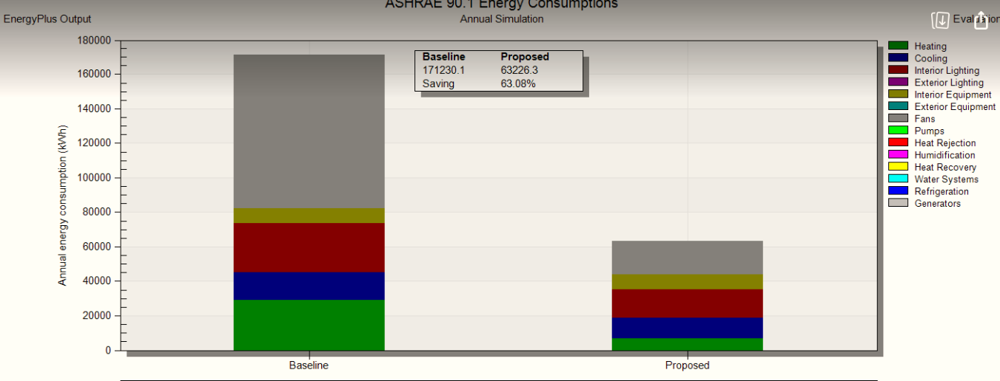 ASHRAE 90.1 Energy Consumptions
EnergyPlus Output
Annual Simulation
Annual energy consumption (kWh)
180000
160000
140000
120000
100000
80000
60000
40000
20000
0
Baseline Proposed
171230.1 63226.3
Saving 63.08%
Baseline
Proposed
Heating
Cooling
Interior Lighting
Exterior Lighting
Interior Equipment
Exterior Equipment
Fans
Pumps
Heat Rejection
Humidification
Heat Recovery
Water Systems
Refrigeration
Generators